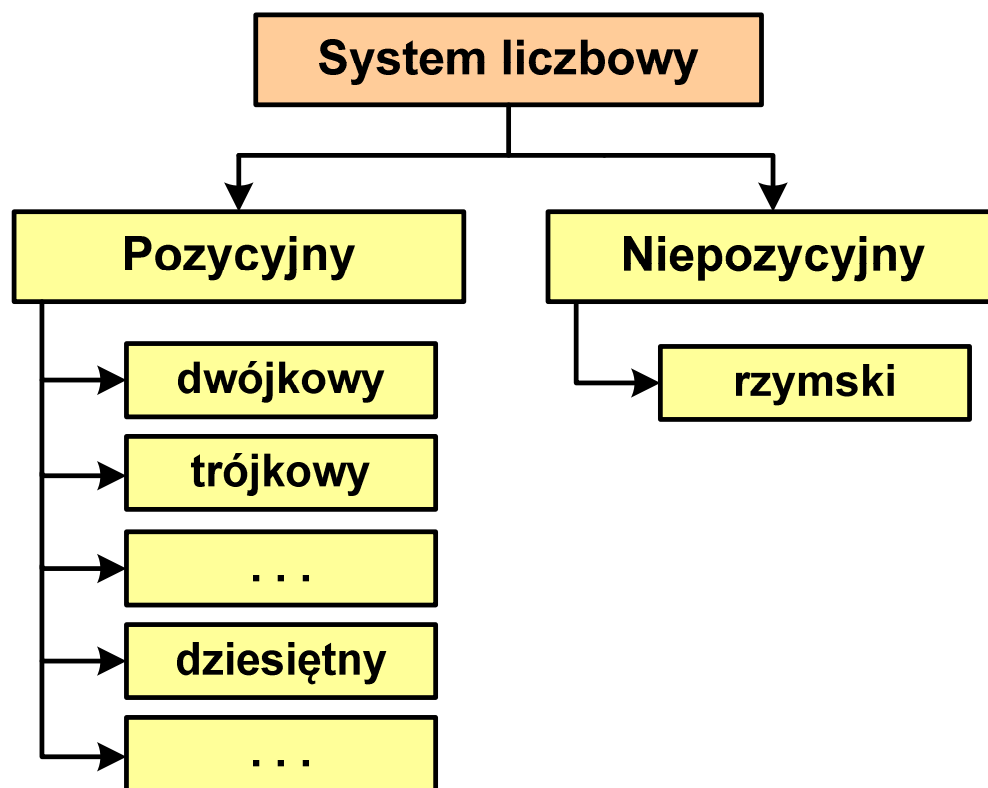 System liczbowy
Pozycyjny
Niepozycyjny
dwójkowy
rzymski
trójkowy
. . .
dziesiętny
. . .